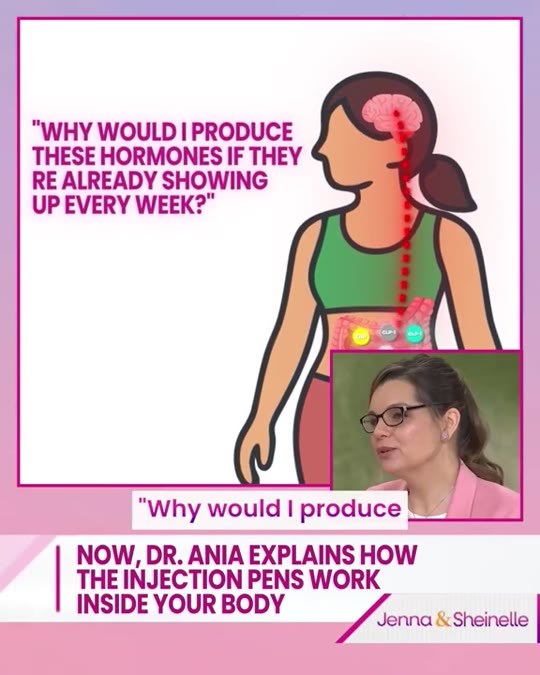 "WHY WOULD I PRODUCE
THESE HORMONES IF THEY
RE ALREADY SHOWING
UP EVERY WEEK?"
"Why would I produce
NOW, DR. ANIA EXPLAINS HOW
THE INJECTION PENS WORK
INSIDE YOUR BODY
Jenna & Sheinelle